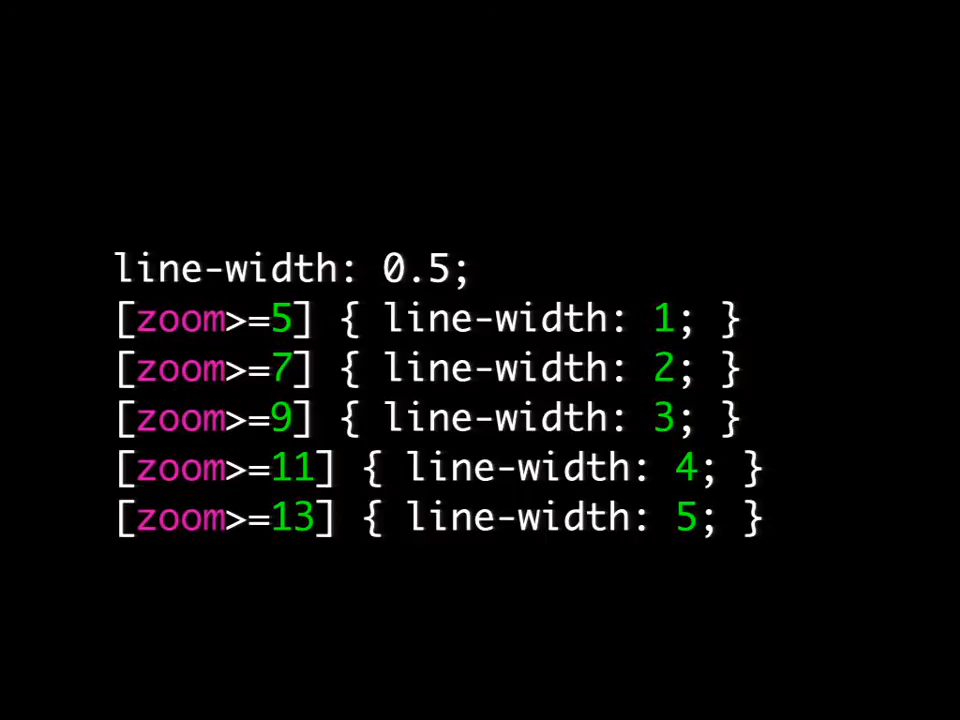 line-width: 0.5;
[zoom>=5] { line-width: 1; }
[zoom>=7] { line-width: 2; }
[zoom>=9] { line-width: 3; }
[zoom>=11] { line-width: 4; }
[zoom>=13] { line-width: 5; }